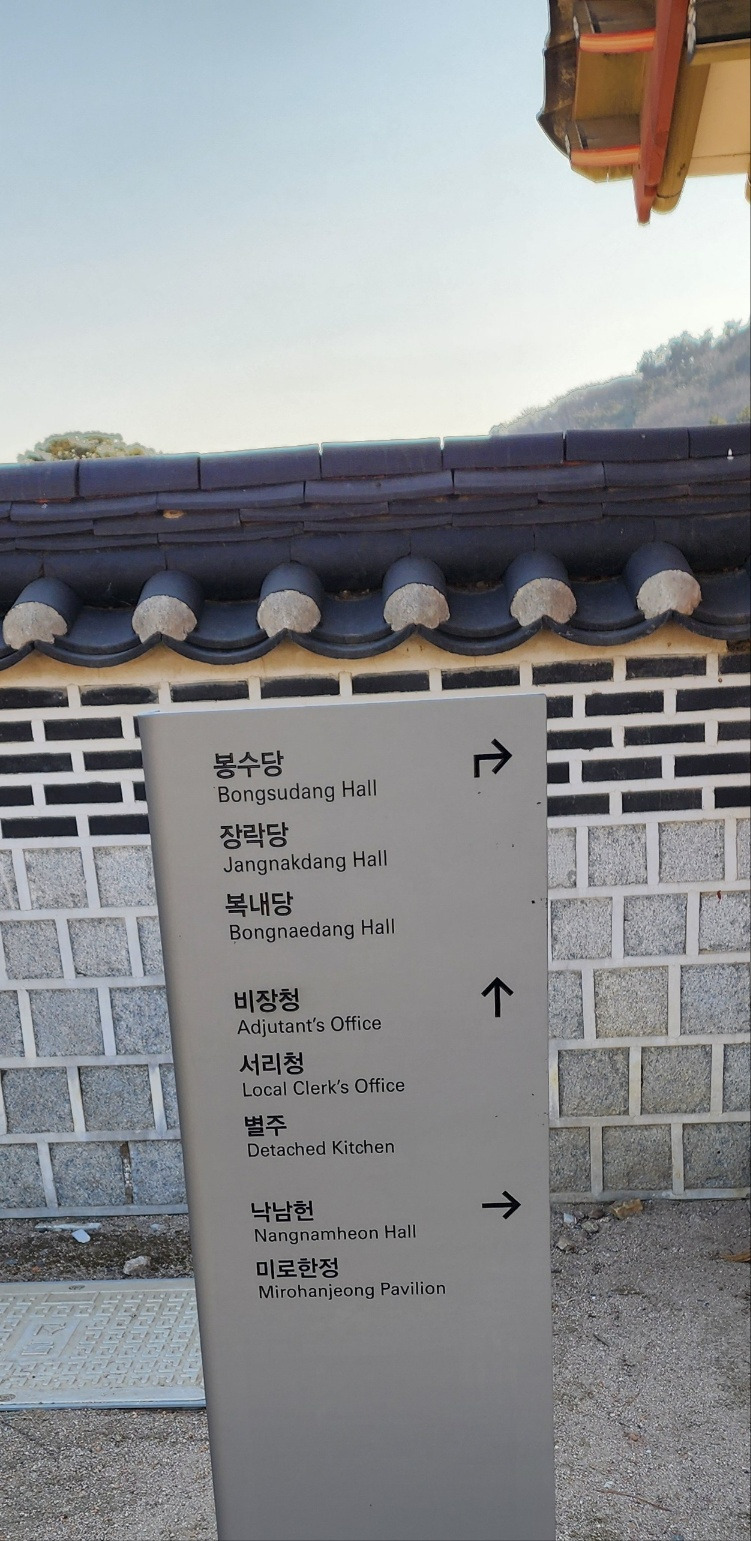 봉수당
Bongsudang Hall
장락당
Jangnakdang Hall
복내당
Bongnaedang Hall
비장청
Adjutant's Office
서리청
Local Clerk's Office
별주
Detached Kitchen
낙남헌
Nangnamheon Hall
미로한정
Mirohanjeong Pavilion